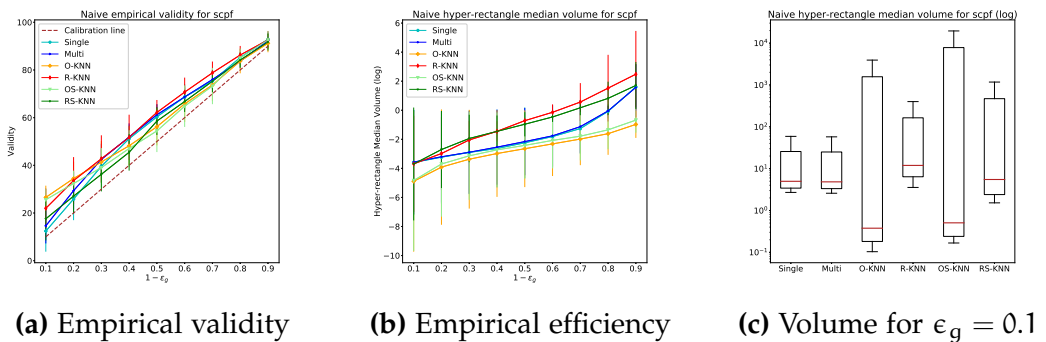 Naive empirical validity for scpf
Calibration line
Single
Multi
O-KNN
R-KNN
OS-KNN
RS-KNN
Validity
100
80
60
40
20
0
0.1 0.2 0.3 0.4 0.5 0.6 0.7 0.8 0.9
1 − ϵg
(a) Empirical validity
Naive hyper-rectangle median volume for scpf
Single
Multi
O-KNN
R-KNN
OS-KNN
RS-KNN
Hyper-rectangle Median Volume (log)
6
4
2
0
−2
−4
−6
−8
−10
0.1 0.2 0.3 0.4 0.5 0.6 0.7 0.8 0.9
1 − ϵg
(b) Empirical efficiency
Naive hyper-rectangle median volume for scpf (log)
10⁴
10³
10²
10¹
10⁰
10⁻¹
Single Multi O-KNN R-KNN OS-KNN RS-KNN
(c) Volume for ϵg = 0.1